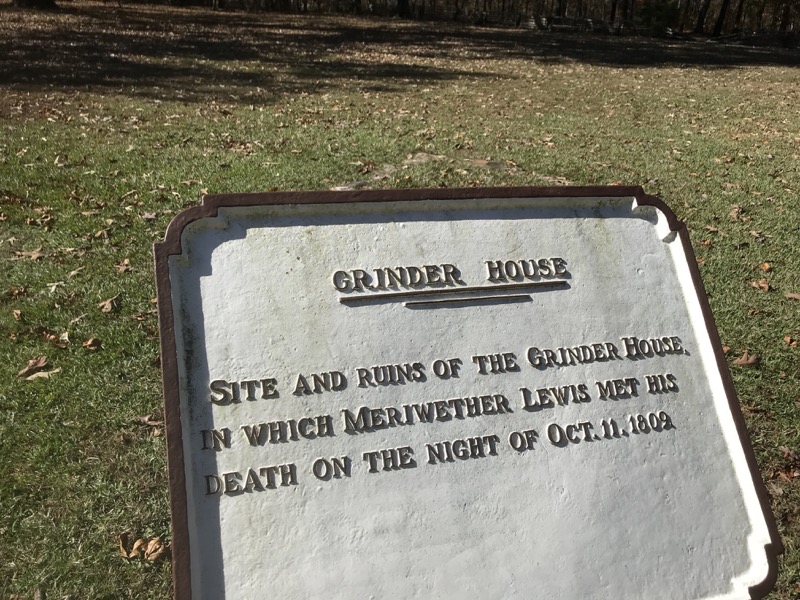 GRINDER HOUSE
SITE AND RUINS OF THE GRINDER HOUSE,
IN WHICH MERIWETHER LEWIS MET HIS
DEATH ON THE NIGHT OF OCT. 11, 1809.